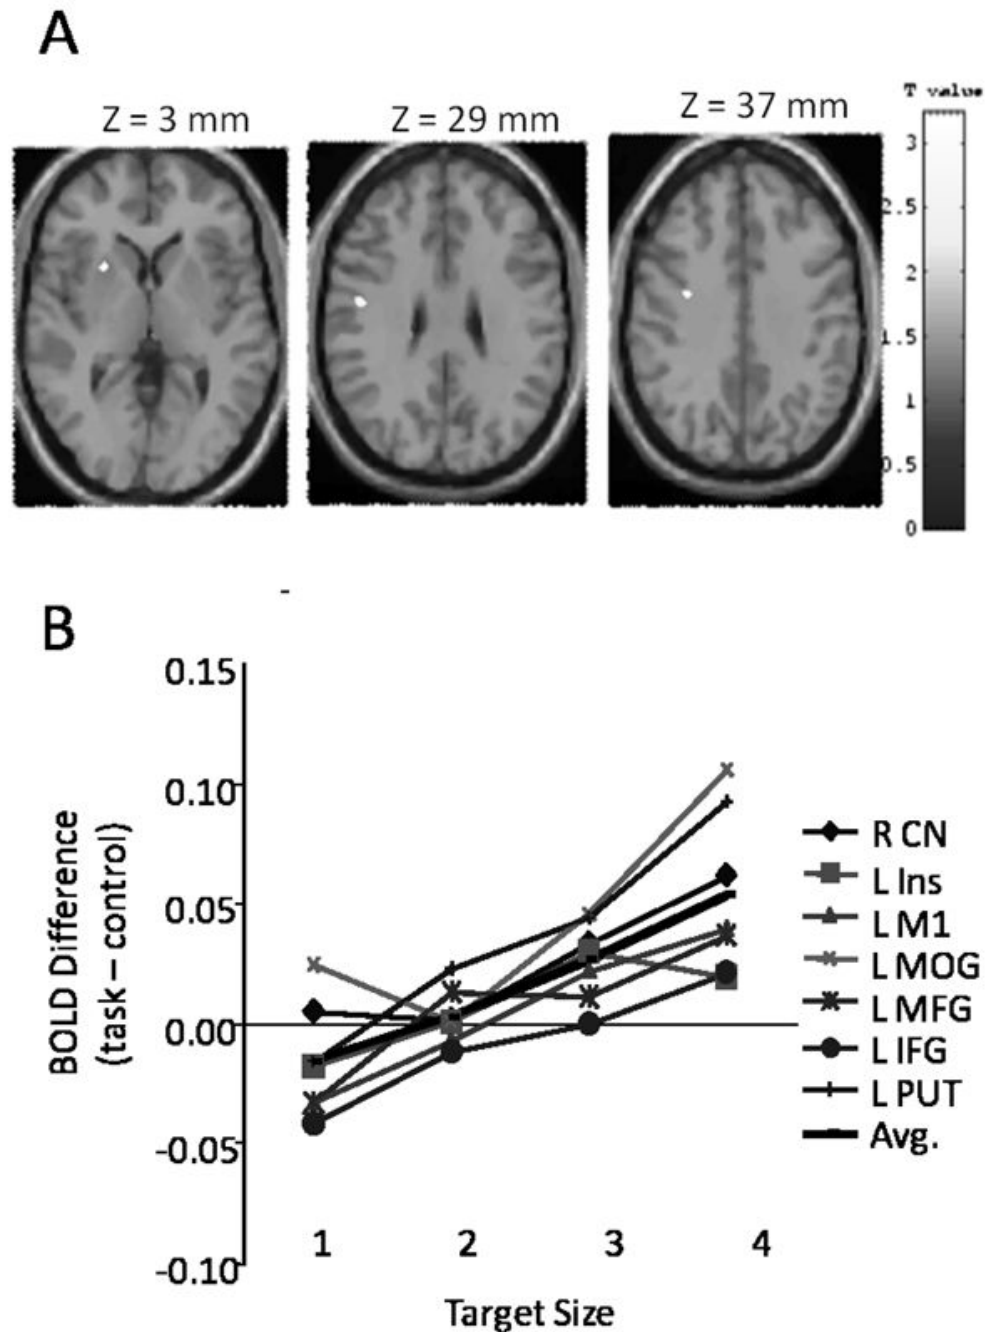 A
Z = 3 mm
Z = 29 mm
Z = 37 mm
T value
3
2.5
2
1.5
1
0.5
0
-
B
0.15
0.10
0.05
0.00
-0.05
-0.10
BOLD Difference
(task – control)
1 2 3 4
Target Size
R CN
L Ins
L M1
L MOG
L MFG
L IFG
L PUT
Avg.